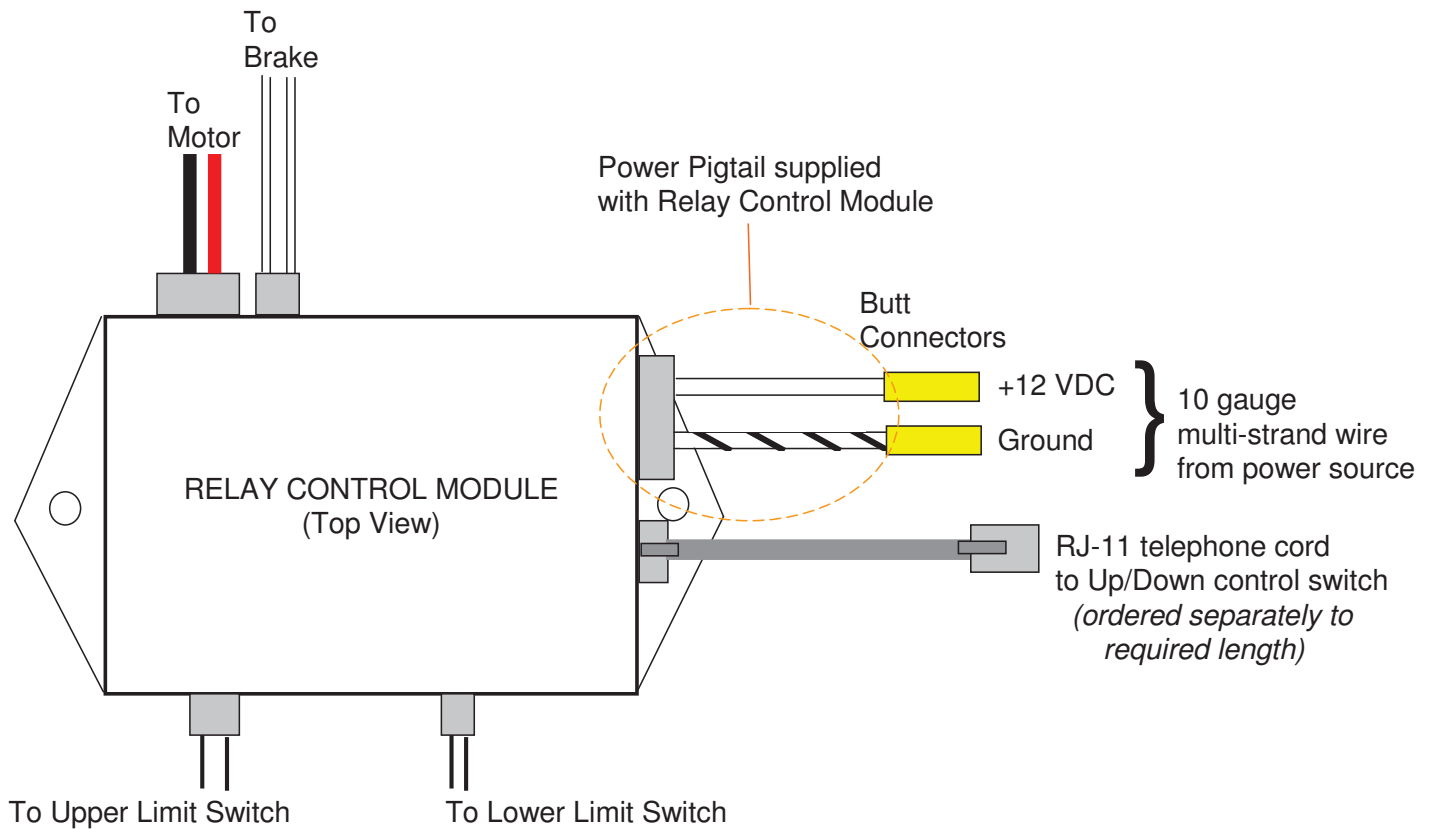 To
Brake
To
Motor
Power Pigtail supplied
with Relay Control Module
Butt
Connectors
+12 VDC
Ground
10 gauge
multi-strand wire
from power source
RELAY CONTROL MODULE
(Top View)
RJ-11 telephone cord
to Up/Down control switch
(ordered separately to
required length)
To Upper Limit Switch
To Lower Limit Switch